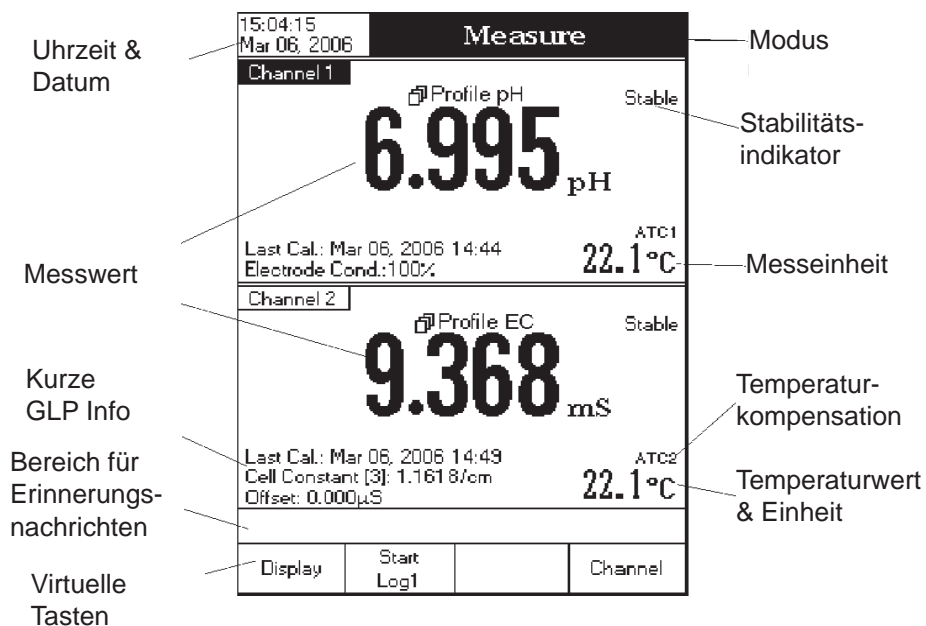 15:04:15
Mar 06, 2006
Measure
Uhrzeit &
Datum
Modus
Channel 1
Profile pH
Stable
6.995 pH
Stabilitäts-
indikator
ATC1
Last Cal.: Mar 06, 2006 14:44
Electrode Cond.:100%
22.1°C
Messwert
Messeinheit
Channel 2
Profile EC
Stable
9.368 mS
Kurze
GLP Info
Temperatur-
kompensation
Last Cal.: Mar 06, 2006 14:49
ATC2
Cell Constant [3]: 1.1618/cm
Offset: 0.000µS
22.1°C
Bereich für
Erinnerungs-
nachrichten
Temperaturwert
& Einheit
Display
Start
Log1
Channel
Virtuelle
Tasten